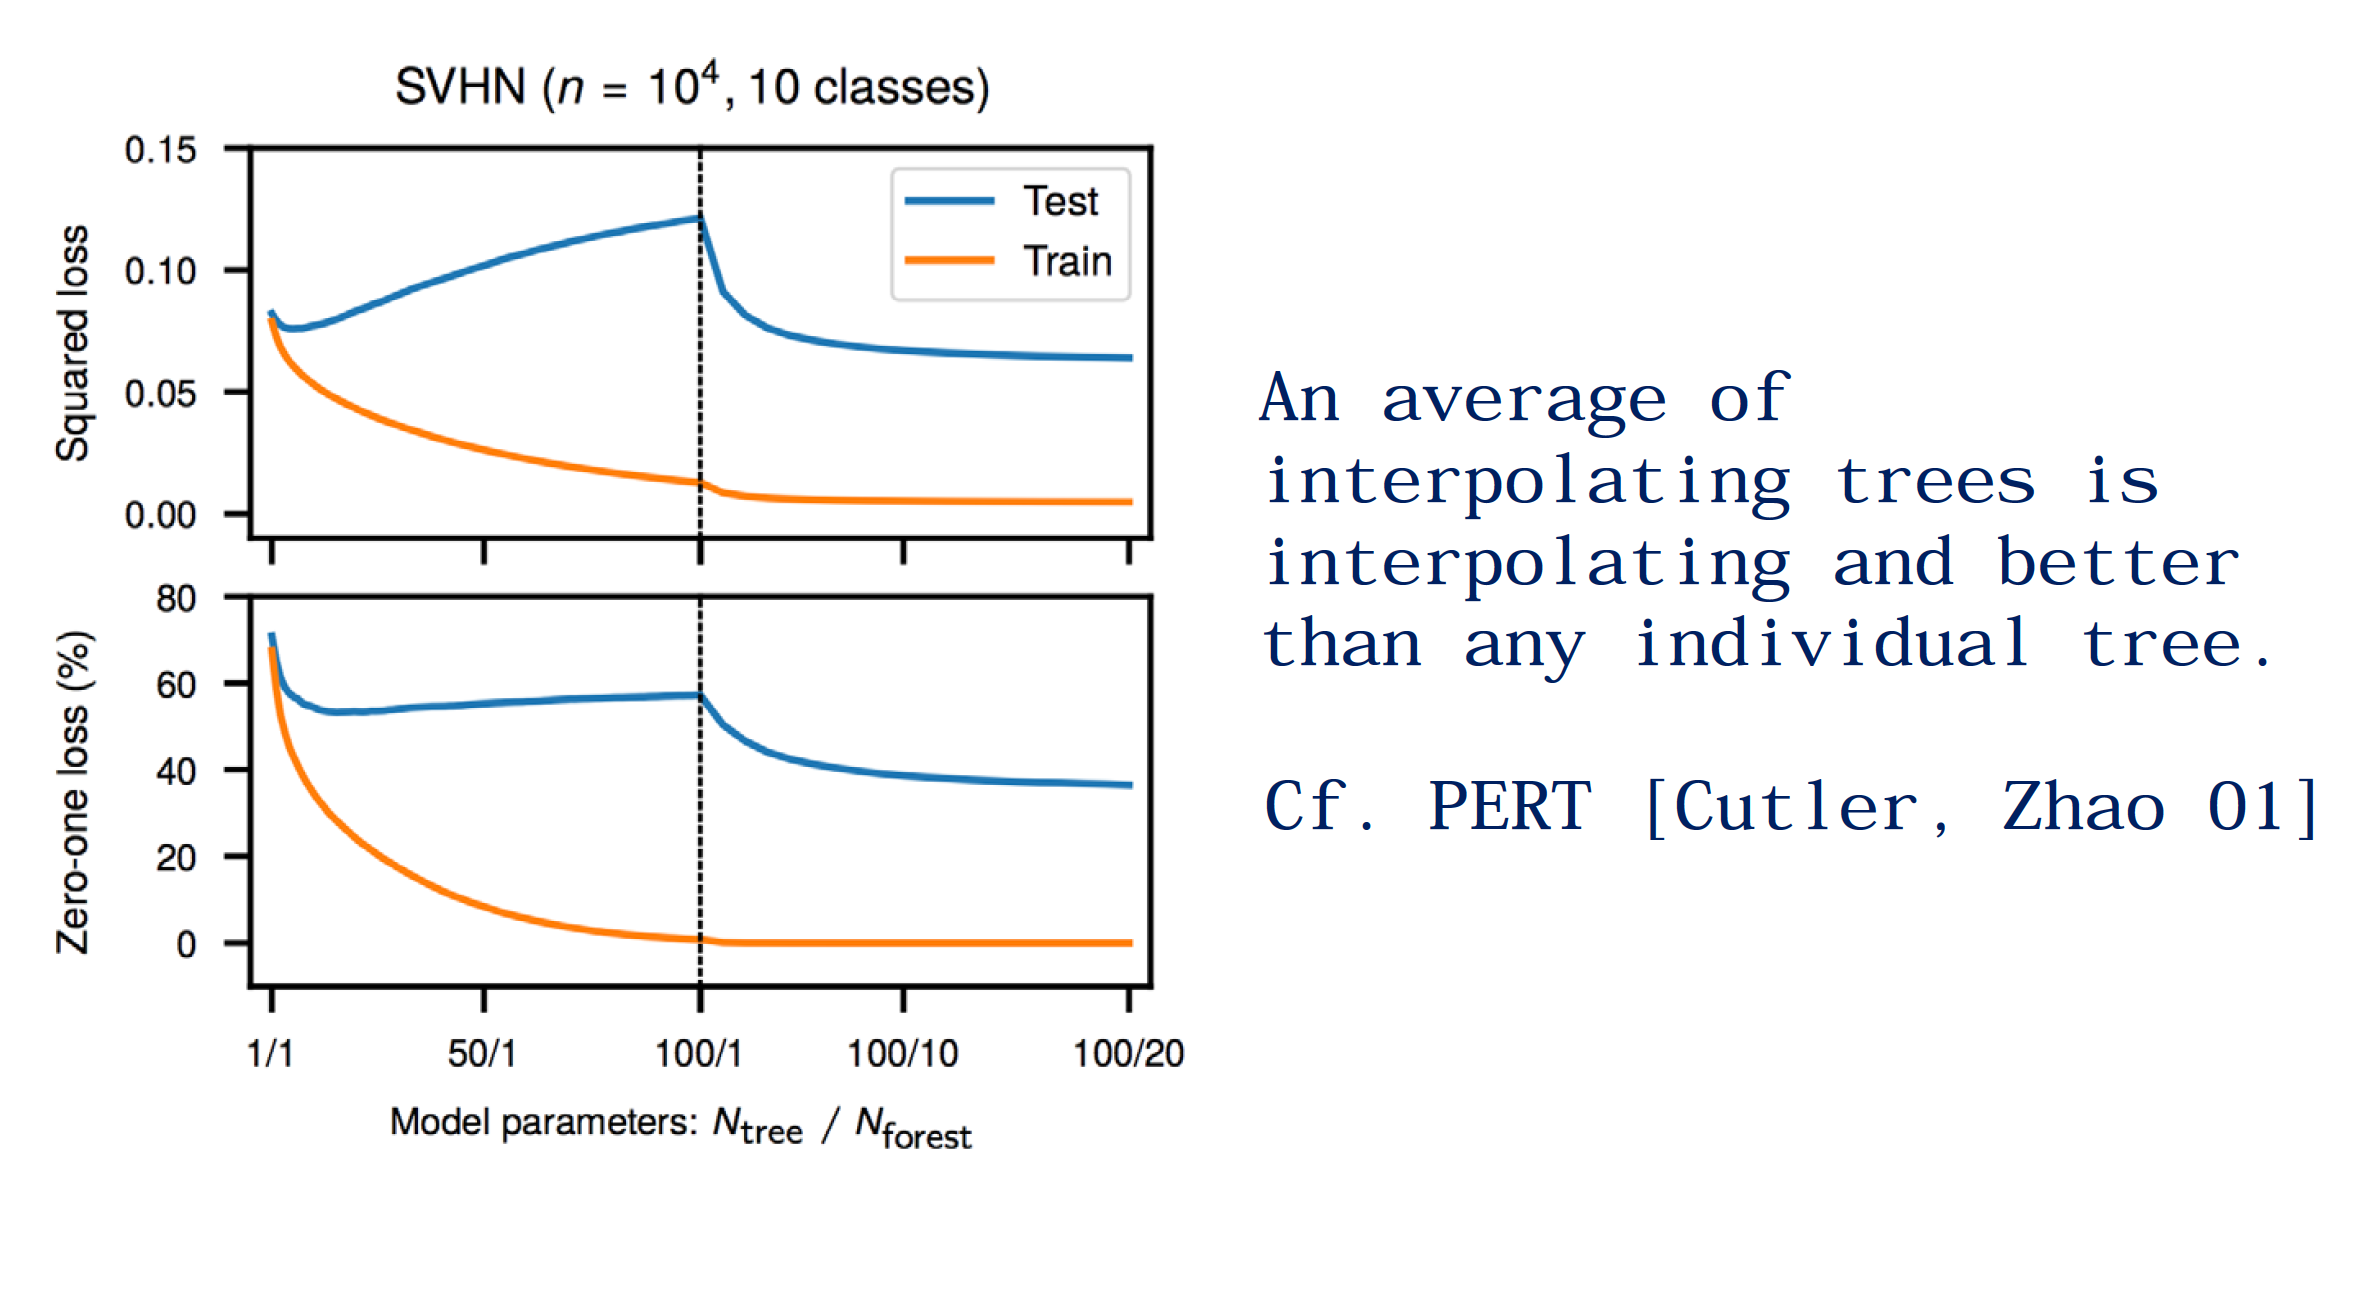 SVHN (n = 10⁴, 10 classes)
0.15
0.10
0.05
0.00
Squared loss
Test
Train
80
60
40
20
0
Zero-one loss (%)
1/1 50/1 100/1 100/10 100/20
Model parameters: N_tree / N_forest
An average of
interpolating trees is
interpolating and better
than any individual tree.
Cf. PERT [Cutler, Zhao 01]